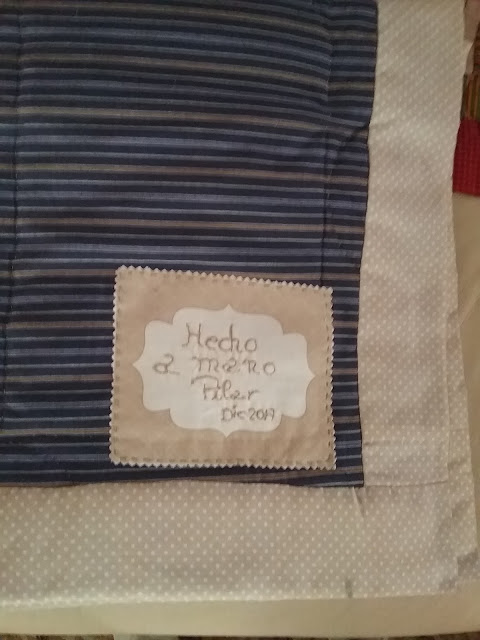 Hecho
a mano
Pilar
Dic 2017